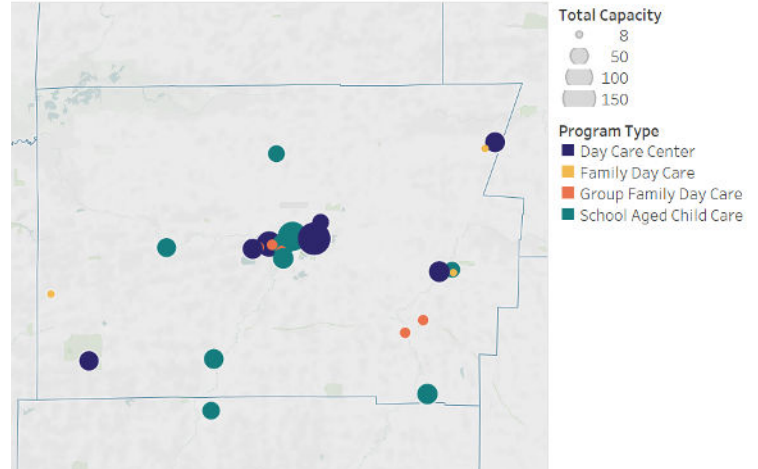 Total Capacity
8
50
100
150
Program Type
Day Care Center
Family Day Care
Group Family Day Care
School Aged Child Care